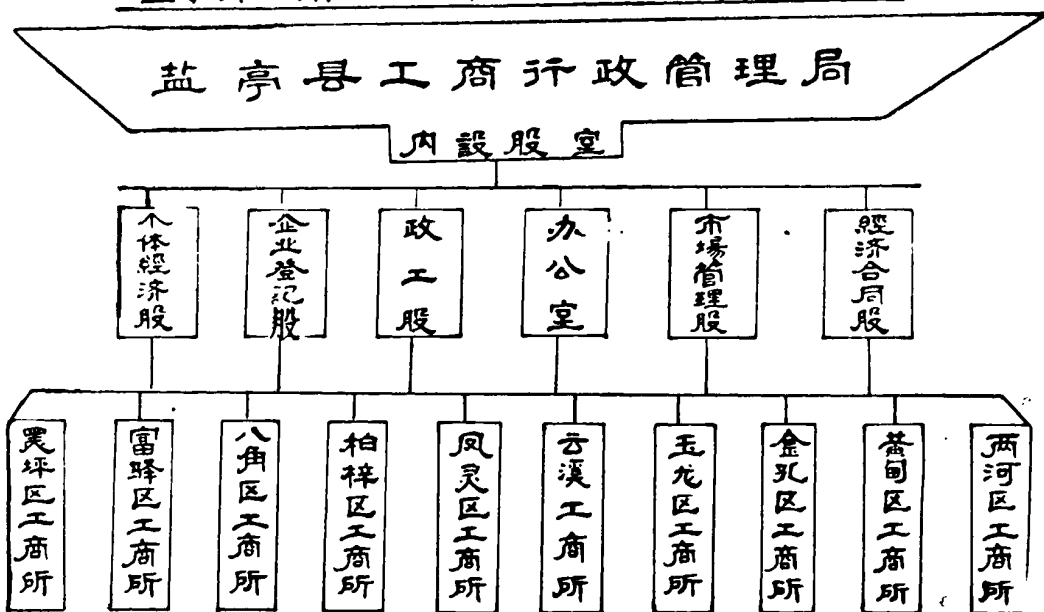 盐亭县工商行政管理局
内設股室
个体經济股
企业登记股
政工股
办公室
市場管理股
經济合同股
黑坪区工商所
富驿区工商所
八角区工商所
柏梓区工商所
凤灵区工商所
云溪工商所
玉龙区工商所
金孔区工商所
黃甸区工商所
两河区工商所